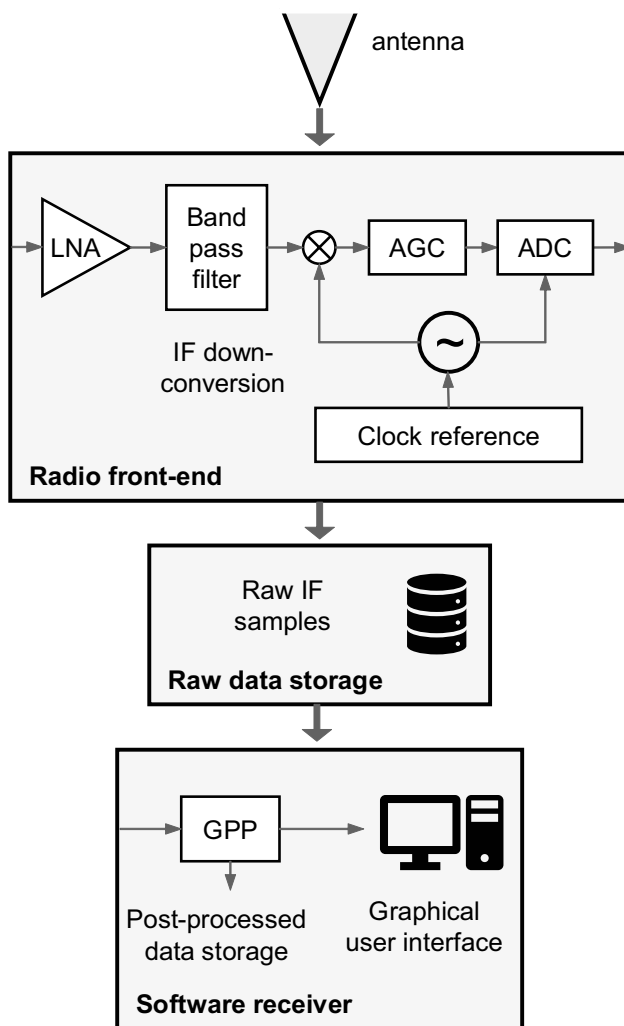 antenna
LNA
Band
pass
filter
AGC
ADC
~
IF down-
conversion
Clock reference
Radio front-end
Raw IF
samples
Raw data storage
GPP
Post-processed
data storage
Graphical
user interface
Software receiver